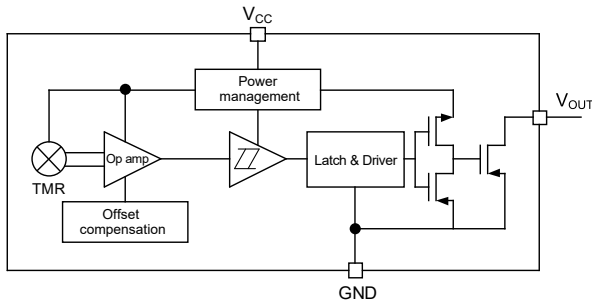 VCC
Power
management
VOUT
Op amp
Latch & Driver
TMR
Offset
compensation
GND